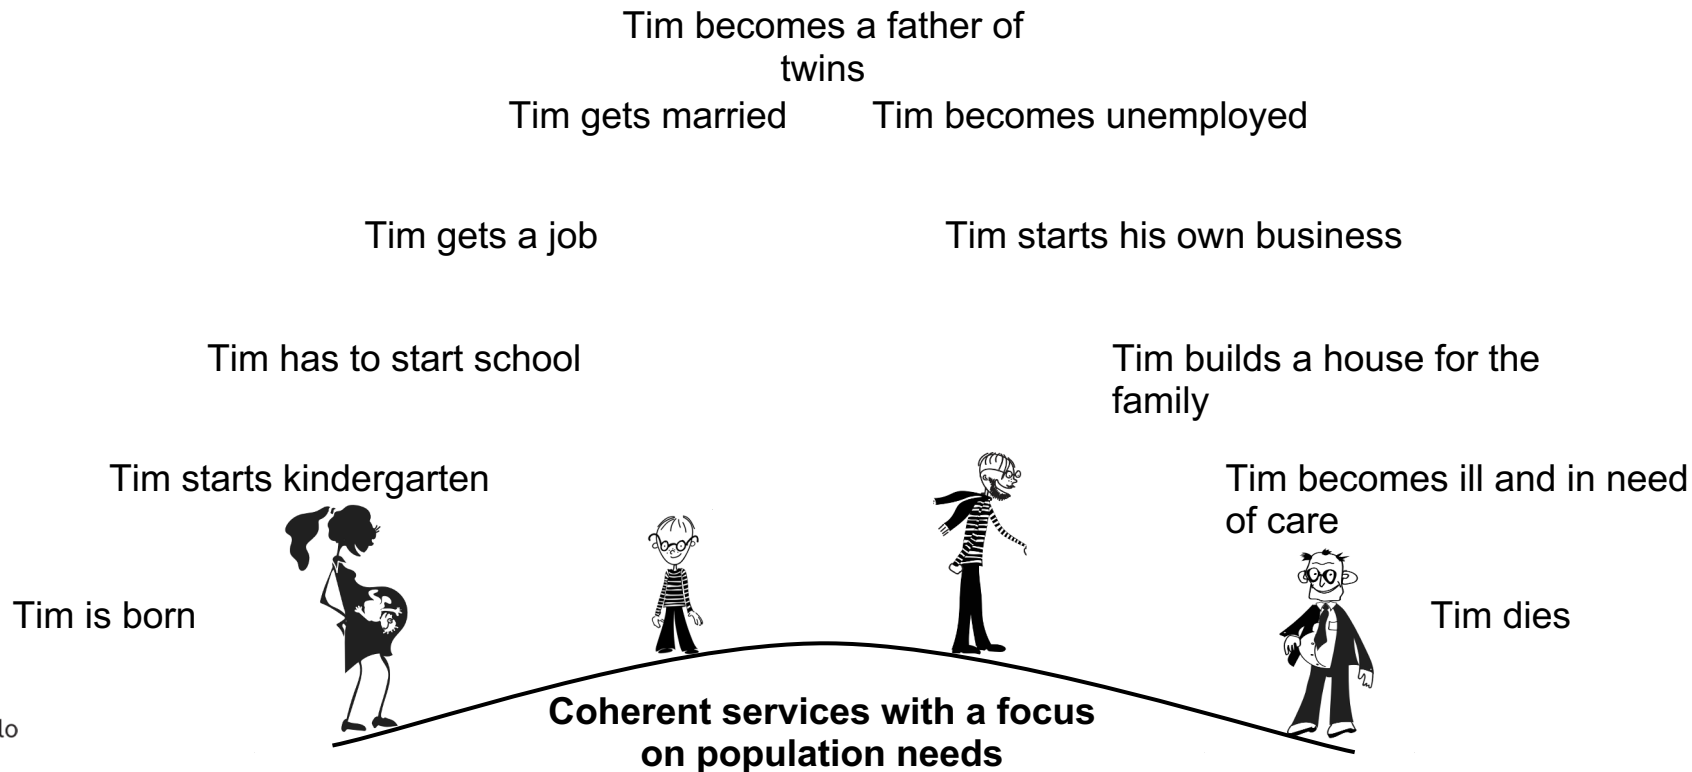 Tim becomes a father of
twins
Tim gets married
Tim becomes unemployed
Tim gets a job
Tim starts his own business
Tim has to start school
Tim builds a house for the
family
Tim starts kindergarten
Tim becomes ill and in need
of care
Tim is born
Tim dies
Coherent services with a focus
on population needs
lo